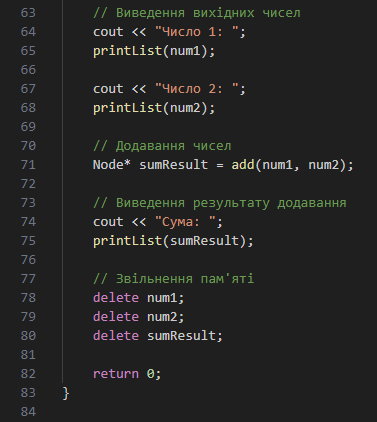 63 // Виведення вихідних чисел
64 cout << "Число 1: ";
65 printList(num1);
66
67 cout << "Число 2: ";
68 printList(num2);
69
70 // Додавання чисел
71 Node* sumResult = add(num1, num2);
72
73 // Виведення результату додавання
74 cout << "Сума: ";
75 printList(sumResult);
76
77 // Звільнення пам'яті
78 delete num1;
79 delete num2;
80 delete sumResult;
81
82 return 0;
83 }
84